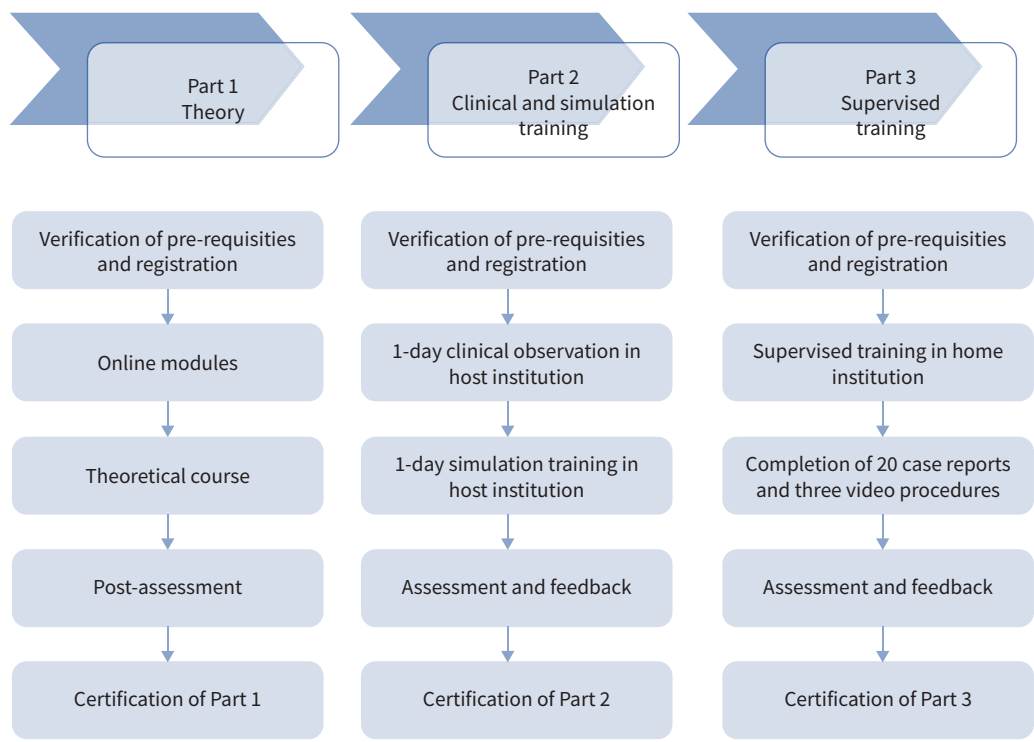 Part 1
Theory
Part 2
Clinical and simulation
training
Part 3
Supervised
training
Verification of pre-requisities
and registration
Online modules
Theoretical course
Post-assessment
Certification of Part 1
Verification of pre-requisities
and registration
1-day clinical observation in
host institution
1-day simulation training in
host institution
Assessment and feedback
Certification of Part 2
Verification of pre-requisities
and registration
Supervised training in home
institution
Completion of 20 case reports
and three video procedures
Assessment and feedback
Certification of Part 3